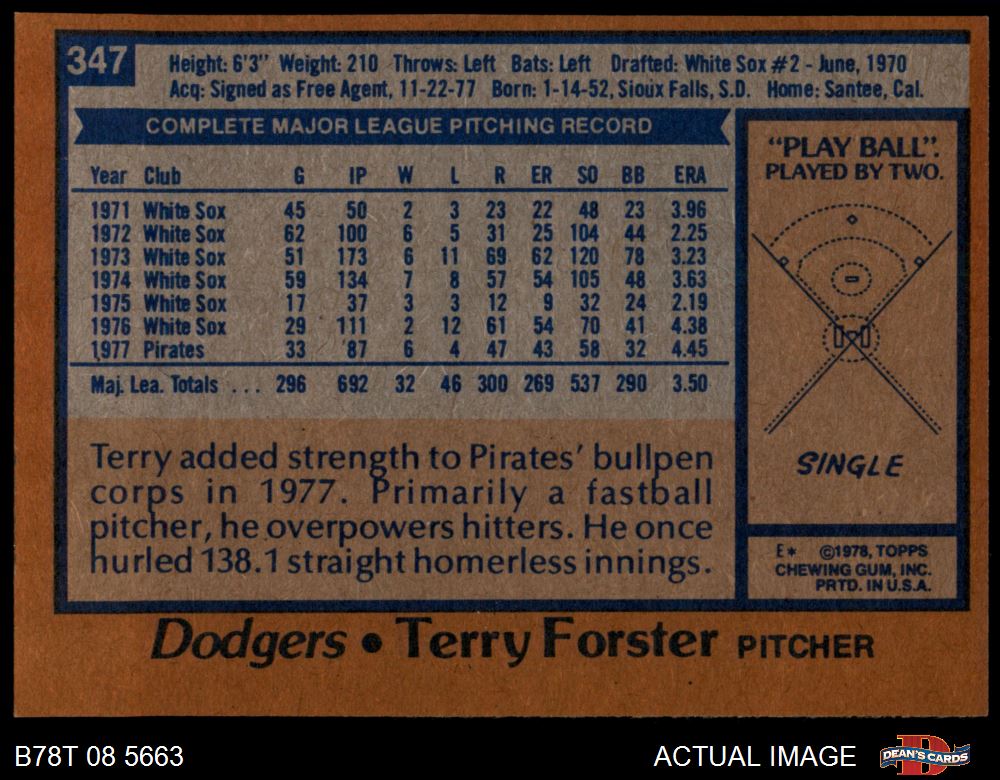 347
Height: 6'3" Weight: 210 Throws: Left Bats: Left Drafted: White Sox #2 - June, 1970
Acq: Signed as Free Agent, 11-22-77 Born: 1-14-52, Sioux Falls, S.D. Home: Santee, Cal.
COMPLETE MAJOR LEAGUE PITCHING RECORD
Year Club G IP W L R ER SO BB ERA
1971 White Sox 45 50 2 3 23 22 48 23 3.96
1972 White Sox 62 100 6 5 31 25 104 44 2.25
1973 White Sox 51 173 6 11 69 62 120 78 3.23
1974 White Sox 59 134 7 8 57 54 105 48 3.63
1975 White Sox 17 37 3 3 12 9 32 24 2.19
1976 White Sox 29 111 2 12 61 54 70 41 4.38
1977 Pirates 33 87 6 4 47 43 58 32 4.45
Maj. Lea. Totals ... 296 692 32 46 300 269 537 290 3.50
Terry added strength to Pirates' bullpen
corps in 1977. Primarily a fastball
pitcher, he overpowers hitters. He once
hurled 138.1 straight homerless innings.
"PLAY BALL".
PLAYED BY TWO.
SINGLE
E* ©1978, TOPPS
CHEWING GUM, INC.
PRTD. IN U.S.A.
Dodgers • Terry Forster PITCHER
B78T 08 5663
ACTUAL IMAGE
DEAN'S CARDS